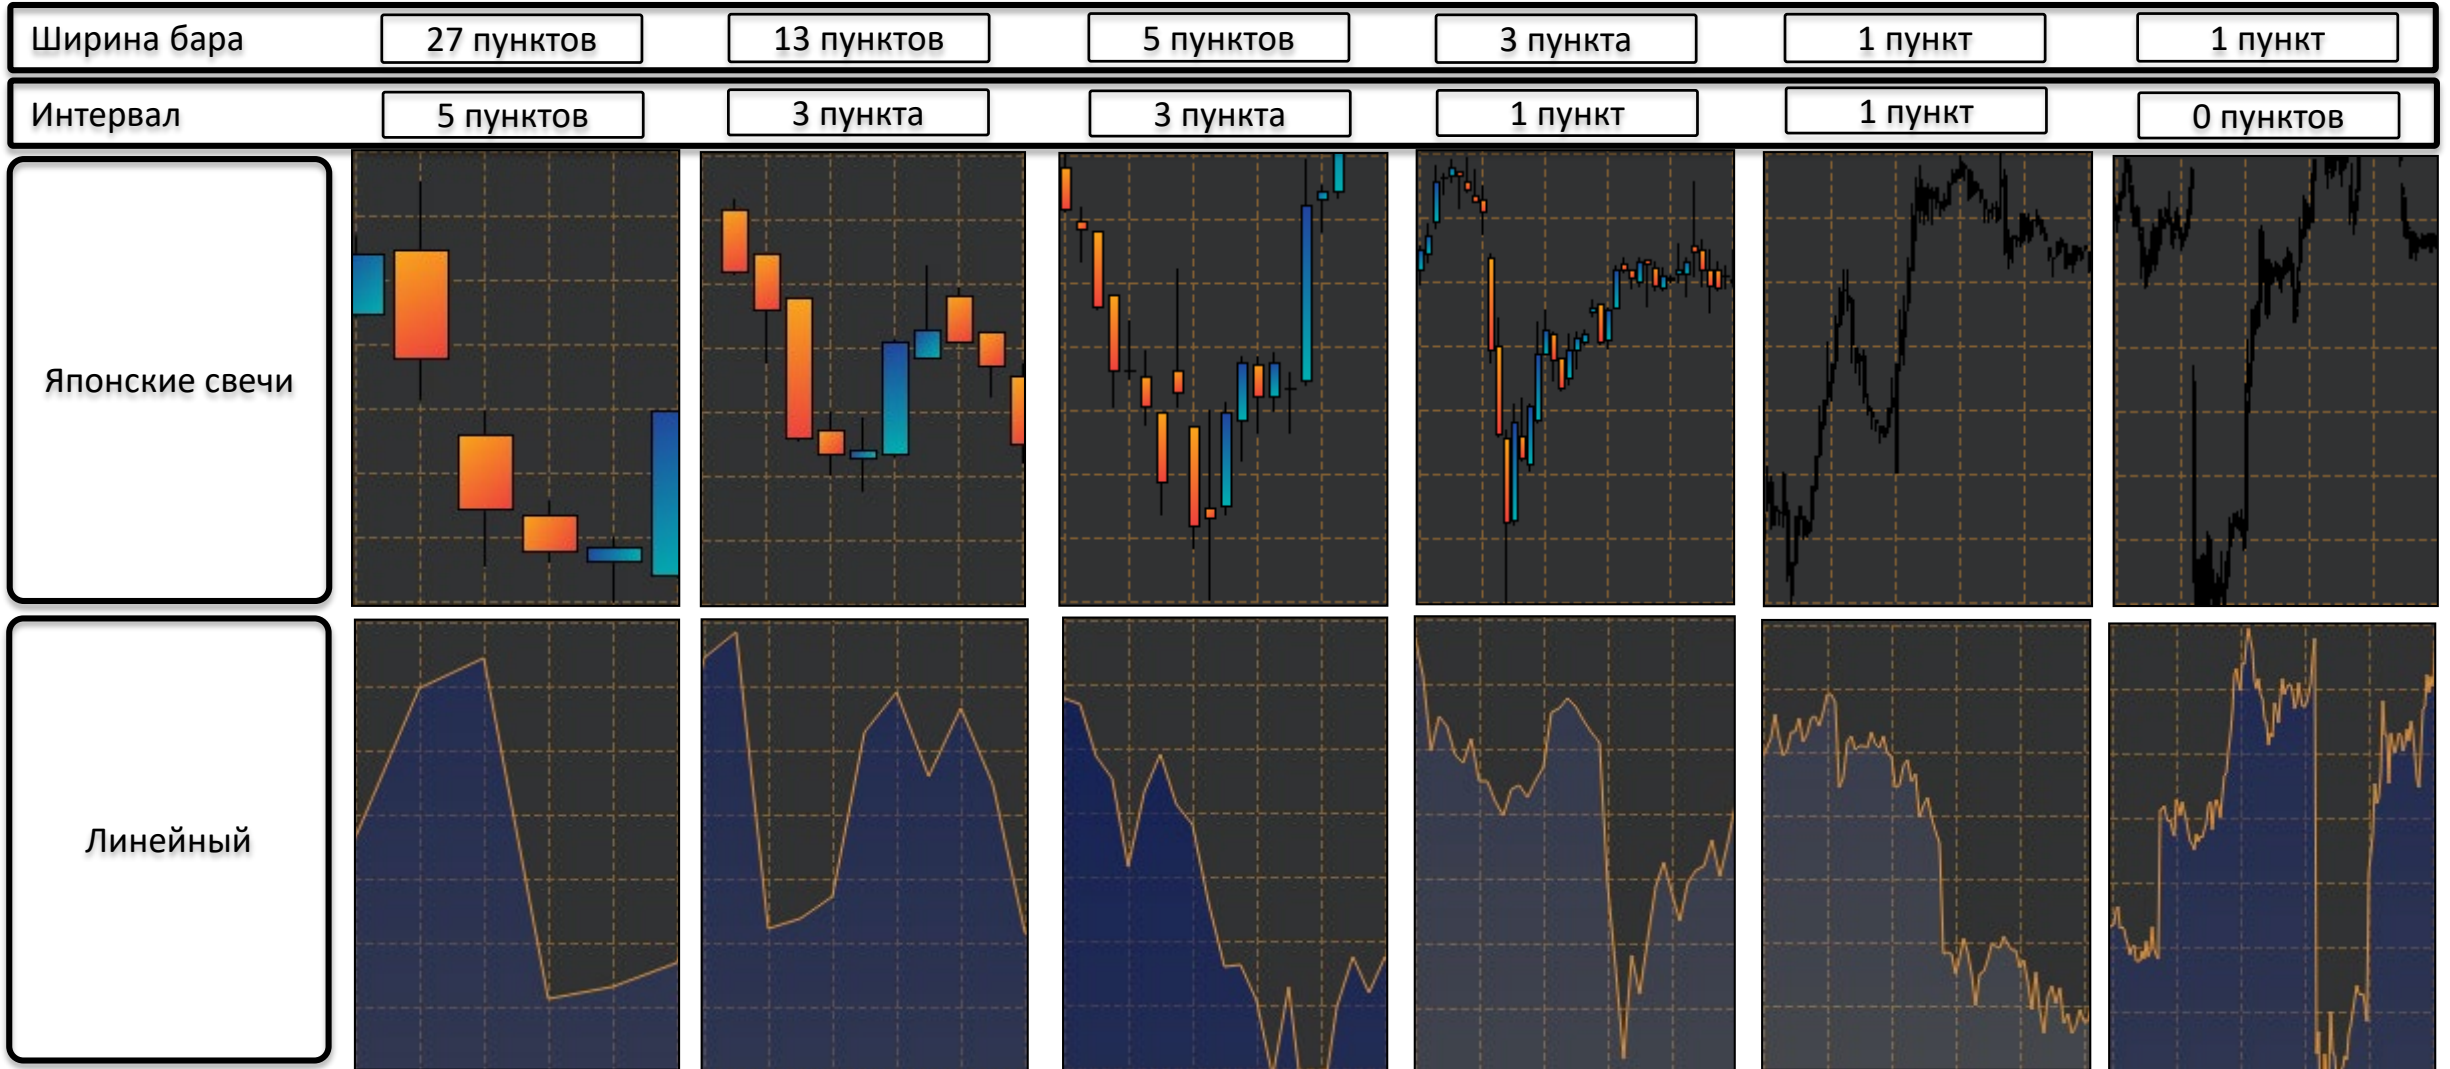 Ширина бара
27 пунктов
13 пунктов
5 пунктов
3 пункта
1 пункт
1 пункт
Интервал
5 пунктов
3 пункта
3 пункта
1 пункт
1 пункт
0 пунктов
Японские свечи
Линейный